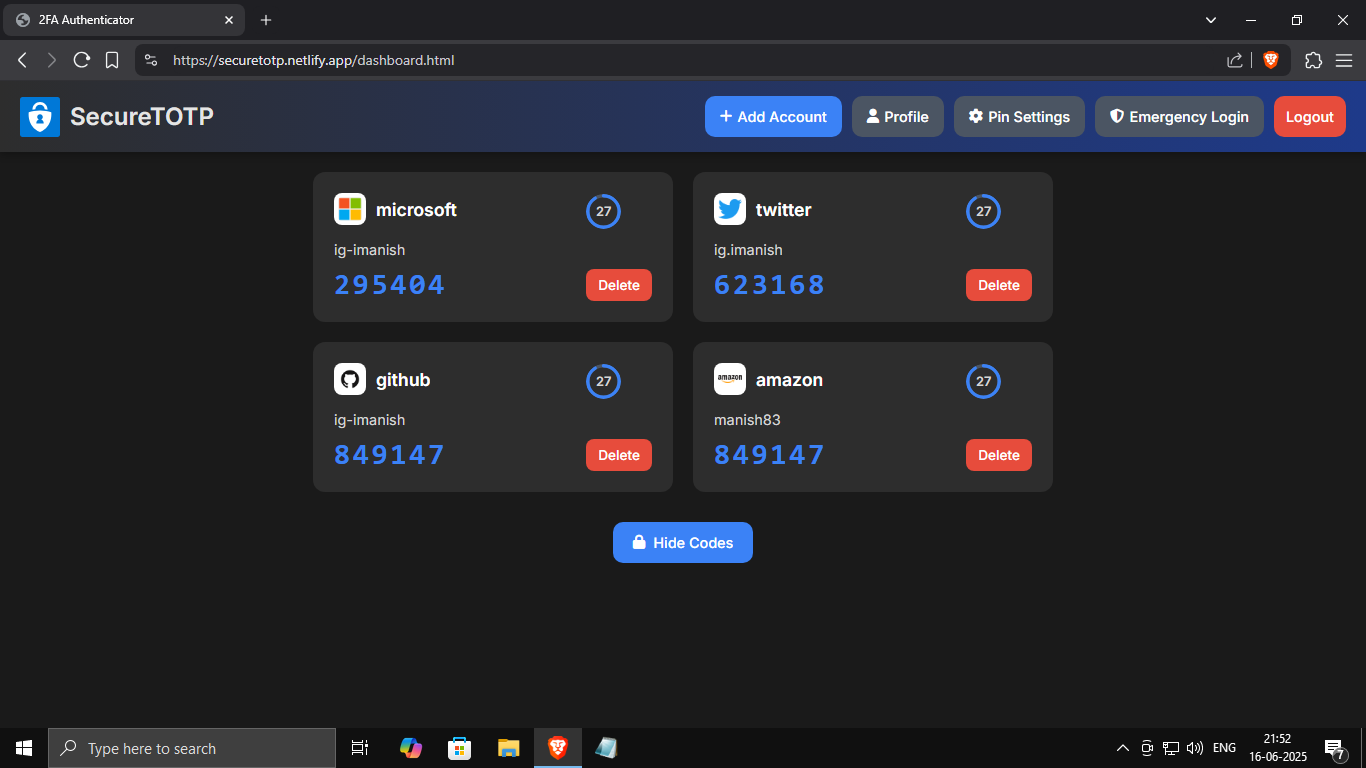 2FA Authenticator
https://securetotp.netlify.app/dashboard.html
SecureTOTP
Add Account
Profile
Pin Settings
Emergency Login
Logout
microsoft
27
ig-imanish
295404
Delete
twitter
27
ig.imanish
623168
Delete
github
27
ig-imanish
849147
Delete
amazon
amazon
27
manish83
849147
Delete
Hide Codes
Type here to search
ENG
21:52
16-06-2025
7